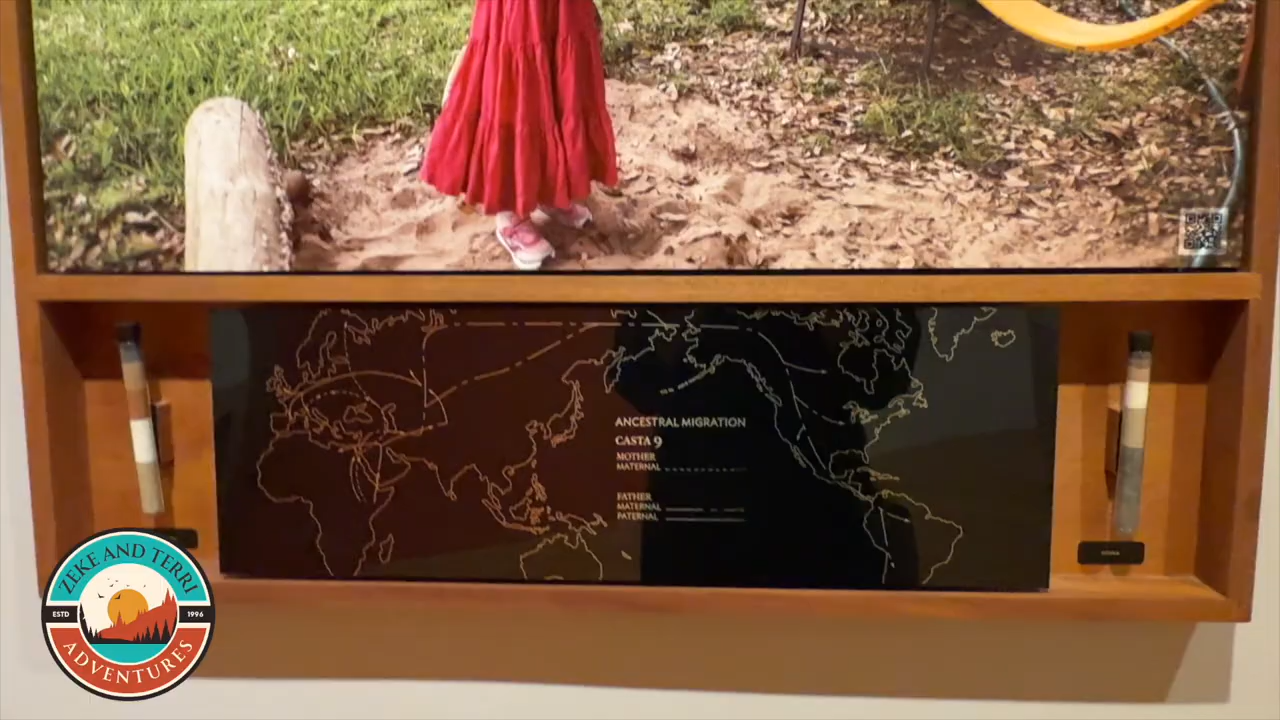 ANCESTRAL MIGRATION
CASTA 9
MOTHER
MATERNAL
FATHER
MATERNAL
PATERNAL
ZEKE AND TERRI
ESTD 1996
ADVENTURES